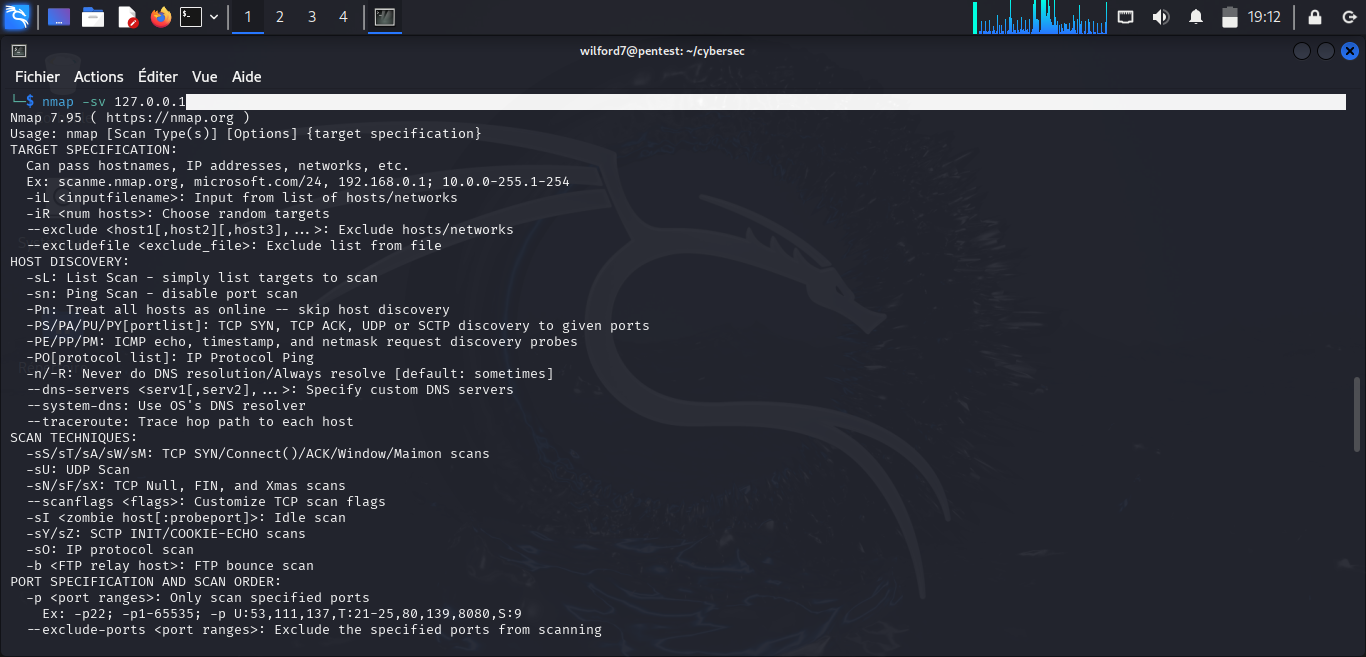 1 2 3 4
19:12
wilford7@pentest: ~/cybersec
Fichier Actions Éditer Vue Aide
└─$ nmap -sv 127.0.0.1
Nmap 7.95 ( https://nmap.org )
Usage: nmap [Scan Type(s)] [Options] {target specification}
TARGET SPECIFICATION:
  Can pass hostnames, IP addresses, networks, etc.
  Ex: scanme.nmap.org, microsoft.com/24, 192.168.0.1; 10.0.0-255.1-254
  -iL <inputfilename>: Input from list of hosts/networks
  -iR <num hosts>: Choose random targets
  --exclude <host1[,host2][,host3],...>: Exclude hosts/networks
  --excludefile <exclude_file>: Exclude list from file
HOST DISCOVERY:
  -sL: List Scan - simply list targets to scan
  -sn: Ping Scan - disable port scan
  -Pn: Treat all hosts as online -- skip host discovery
  -PS/PA/PU/PY[portlist]: TCP SYN, TCP ACK, UDP or SCTP discovery to given ports
  -PE/PP/PM: ICMP echo, timestamp, and netmask request discovery probes
  -PO[protocol list]: IP Protocol Ping
  -n/-R: Never do DNS resolution/Always resolve [default: sometimes]
  --dns-servers <serv1[,serv2],...>: Specify custom DNS servers
  --system-dns: Use OS's DNS resolver
  --traceroute: Trace hop path to each host
SCAN TECHNIQUES:
  -sS/sT/sA/sW/sM: TCP SYN/Connect()/ACK/Window/Maimon scans
  -sU: UDP Scan
  -sN/sF/sX: TCP Null, FIN, and Xmas scans
  --scanflags <flags>: Customize TCP scan flags
  -sI <zombie host[:probeport]>: Idle scan
  -sY/sZ: SCTP INIT/COOKIE-ECHO scans
  -sO: IP protocol scan
  -b <FTP relay host>: FTP bounce scan
PORT SPECIFICATION AND SCAN ORDER:
  -p <port ranges>: Only scan specified ports
    Ex: -p22; -p1-65535; -p U:53,111,137,T:21-25,80,139,8080,S:9
  --exclude-ports <port ranges>: Exclude the specified ports from scanning